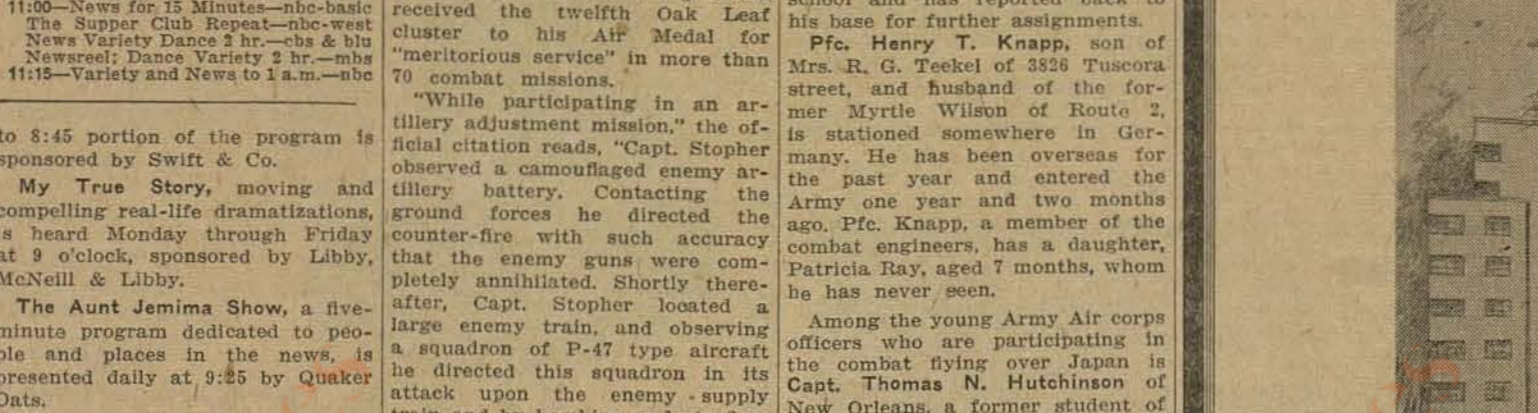 11:00—News for 15 Minutes—nbc-basic
The Supper Club Repeat—nbc-west
News Variety Dance 2 hr.—cbs & blu
Newsreel; Dance Variety 2 hr.—mbs
11:15—Variety and News to 1 a.m.—nbc
to 8:45 portion of the program is
sponsored by Swift & Co.
My True Story, moving and
compelling real-life dramatizations,
is heard Monday through Friday
at 9 o'clock, sponsored by Libby,
McNeill & Libby.
The Aunt Jemima Show, a five-
minute program dedicated to peo-
ple and places in the news, is
presented daily at 9:25 by Quaker
Oats.
received the twelfth Oak Leaf
cluster to his Air Medal for
"meritorious service" in more than
70 combat missions.
"While participating in an ar-
tillery adjustment mission," the of-
ficial citation reads, "Capt. Stopher
observed a camouflaged enemy ar-
tillery battery. Contacting the
ground forces he directed the
counter-fire with such accuracy
that the enemy guns were com-
pletely annihilated. Shortly there-
after, Capt. Stopher located a
large enemy train, and observing
a squadron of P-47 type aircraft
he directed this squadron in its
attack upon the enemy supply
school and has reported back to
his base for further assignments.
Pfc. Henry T. Knapp, son of
Mrs. R. G. Teekel of 3826 Tuscora
street, and husband of the for-
mer Myrtle Wilson of Route 2,
is stationed somewhere in Ger-
many. He has been overseas for
the past year and entered the
Army one year and two months
ago. Pfc. Knapp, a member of the
combat engineers, has a daughter,
Patricia Ray, aged 7 months, whom
he has never seen.
Among the young Army Air corps
officers who are participating in
the combat flying over Japan is
Capt. Thomas N. Hutchinson of
New Orleans, a former student of